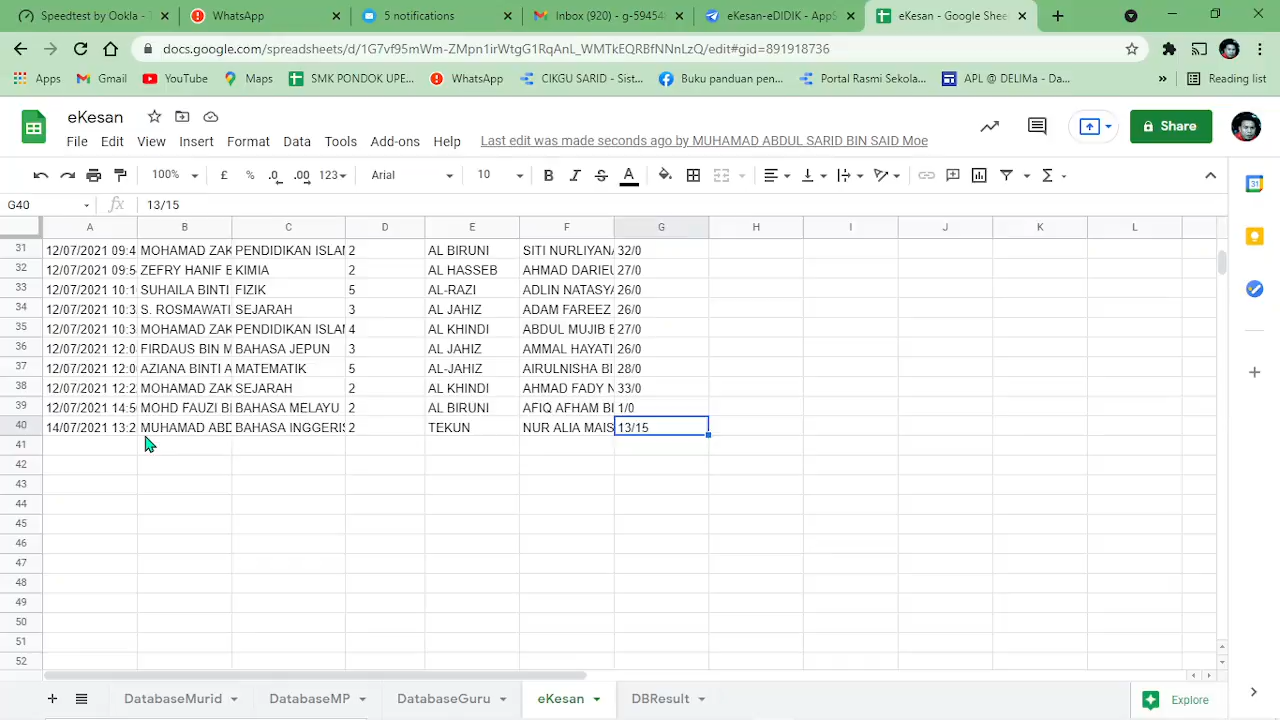 Speedtest by Ookla - T
WhatsApp
5 notifications
Inbox (920) - g-59454
eKesan-eDIDIK - AppS
eKesan - Google Shee
docs.google.com/spreadsheets/d/1G7vf95mWm-ZMpn1irWtgG1RqAnL_WMTkEQRBfNNnLzQ/edit#gid=891918736
Apps
Gmail
YouTube
Maps
SMK PONDOK UPE...
WhatsApp
CIKGU SARID - Sist...
Buku panduan pen...
Portal Rasmi Sekola...
APL @ DELIMa - Da...
Reading list
eKesan
File Edit View Insert Format Data Tools Add-ons Help Last edit was made seconds ago by MUHAMAD ABDUL SARID BIN SAID Moe
Share
100% £ % .0 .00 123 Arial 10 B I S A
G40 fx 13/15
A B C D E F G H I J K L
31 12/07/2021 09:4 MOHAMAD ZAK PENDIDIKAN ISLAM 2 AL BIRUNI SITI NURLIYANA 32/0
32 12/07/2021 09:5 ZEFRY HANIF B KIMIA 2 AL HASSEB AHMAD DARIEU 27/0
33 12/07/2021 10:1 SUHAILA BINTI FIZIK 5 AL-RAZI ADLIN NATASYA 26/0
34 12/07/2021 10:3 S. ROSMAWATI SEJARAH 3 AL JAHIZ ADAM FAREEZ 26/0
35 12/07/2021 10:3 MOHAMAD ZAK PENDIDIKAN ISLAM 4 AL KHINDI ABDUL MUJIB B 27/0
36 12/07/2021 12:0 FIRDAUS BIN M BAHASA JEPUN 3 AL JAHIZ AMMAL HAYATI 26/0
37 12/07/2021 12:0 AZIANA BINTI A MATEMATIK 5 AL-JAHIZ AIRULNISHA BI 28/0
38 12/07/2021 12:2 MOHAMAD ZAK SEJARAH 2 AL KHINDI AHMAD FADY N 33/0
39 12/07/2021 14:5 MOHD FAUZI BI BAHASA MELAYU 2 AL BIRUNI AFIQ AFHAM BI 1/0
40 14/07/2021 13:2 MUHAMAD ABD BAHASA INGGERIS 2 TEKUN NUR ALIA MAIS 13/15
41
42
43
44
45
46
47
48
49
50
51
52
DatabaseMurid DatabaseMP DatabaseGuru eKesan DBResult Explore